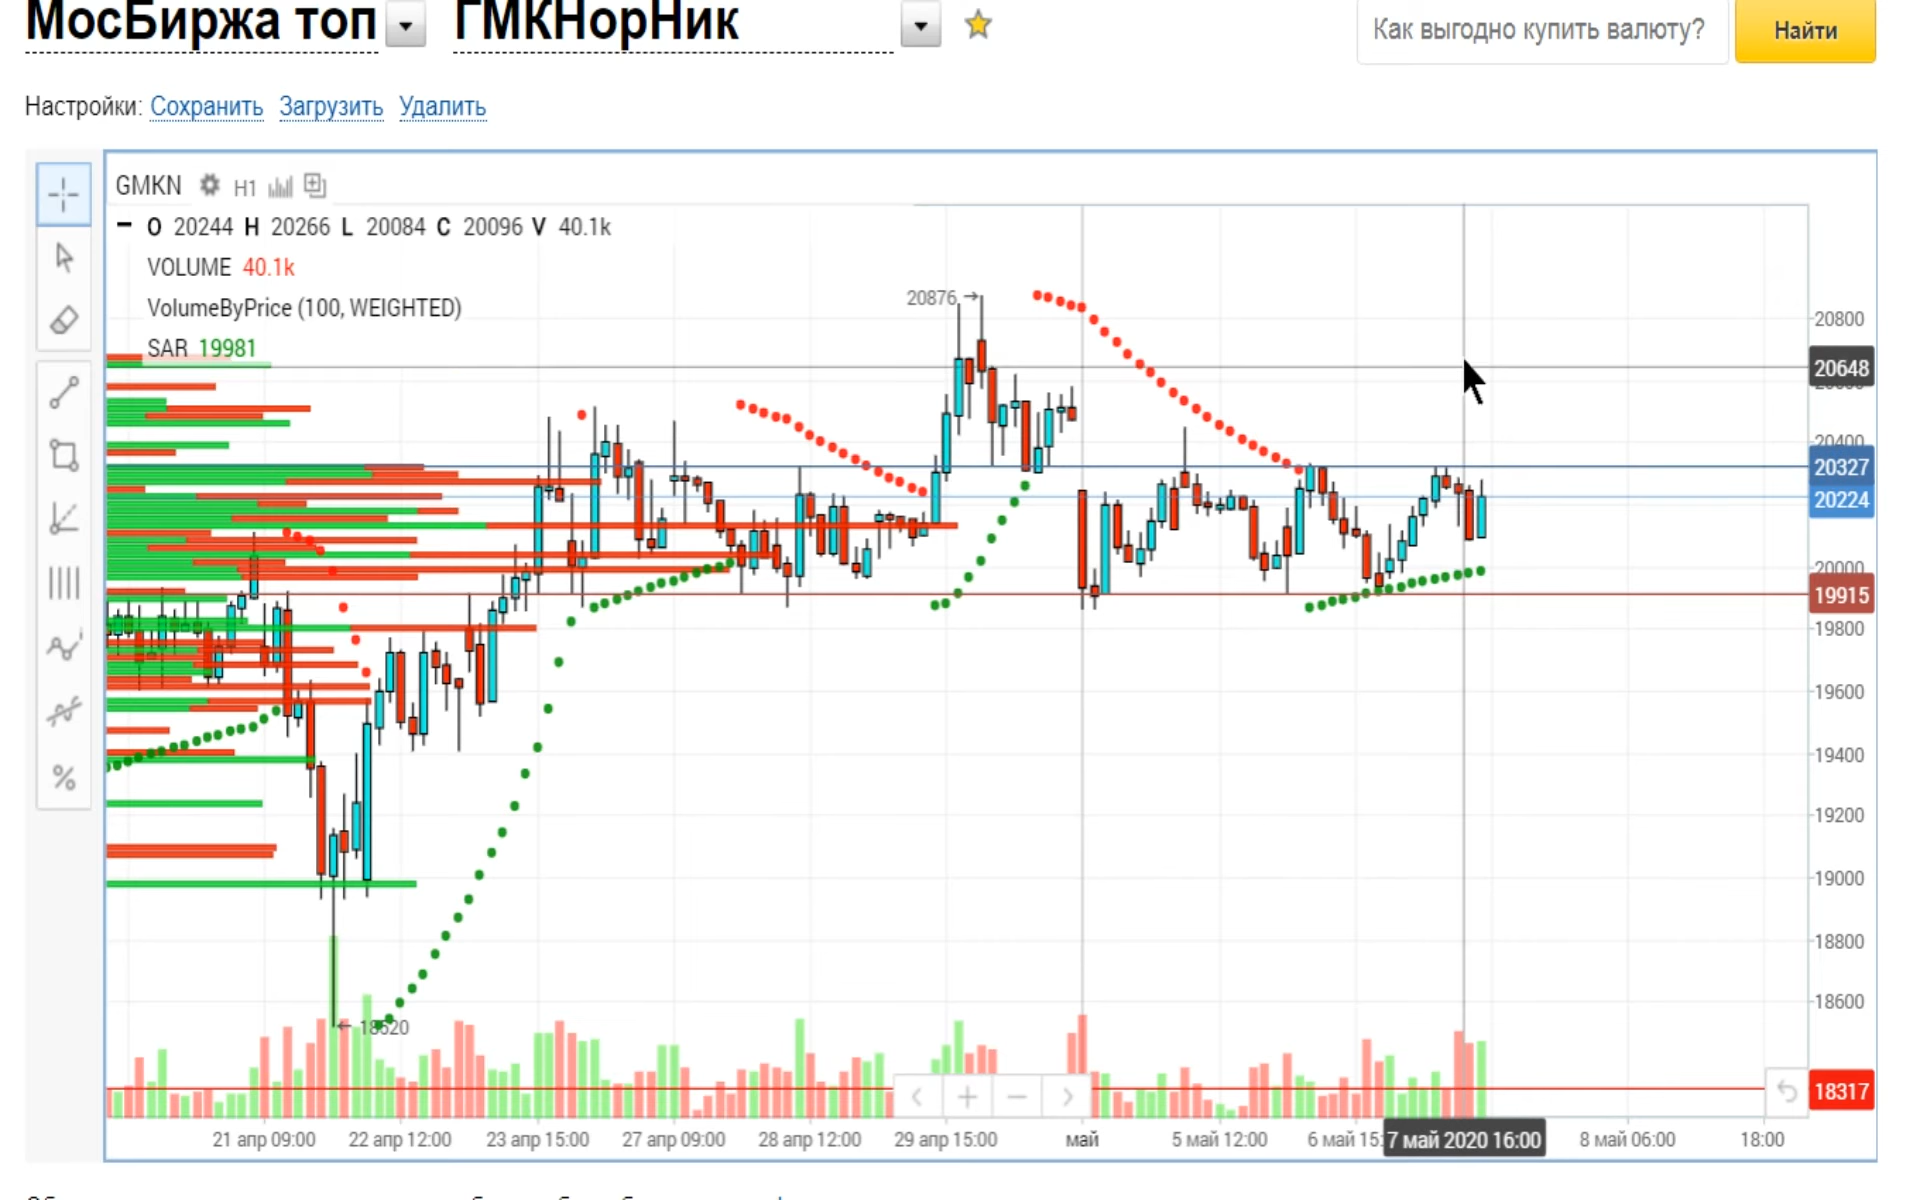 МосБиржа топ ГМКНорНик
Как выгодно купить валюту? Найти
Настройки: Сохранить Загрузить Удалить
GMKN H1
O 20244 H 20266 L 20084 C 20096 V 40.1k
VOLUME 40.1k
VolumeByPrice (100, WEIGHTED)
SAR 19981
20876
20800
20648
20400
20327
20224
20000
19915
19800
19600
19400
19200
19000
18800
18600
18520
18317
21 апр 09:00 22 апр 12:00 23 апр 15:00 27 апр 09:00 28 апр 12:00 29 апр 15:00 май 5 май 12:00 6 май 15: 7 май 2020 16:00 8 май 06:00 18:00